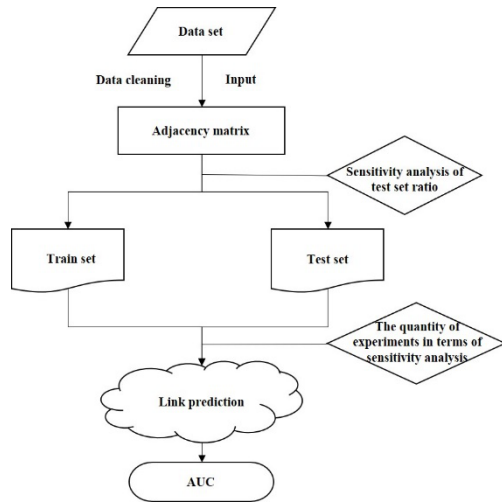 Data set
Data cleaning
Input
Adjacency matrix
Sensitivity analysis of
test set ratio
Train set
Test set
The quantity of
experiments in terms of
sensitivity analysis
Link prediction
AUC